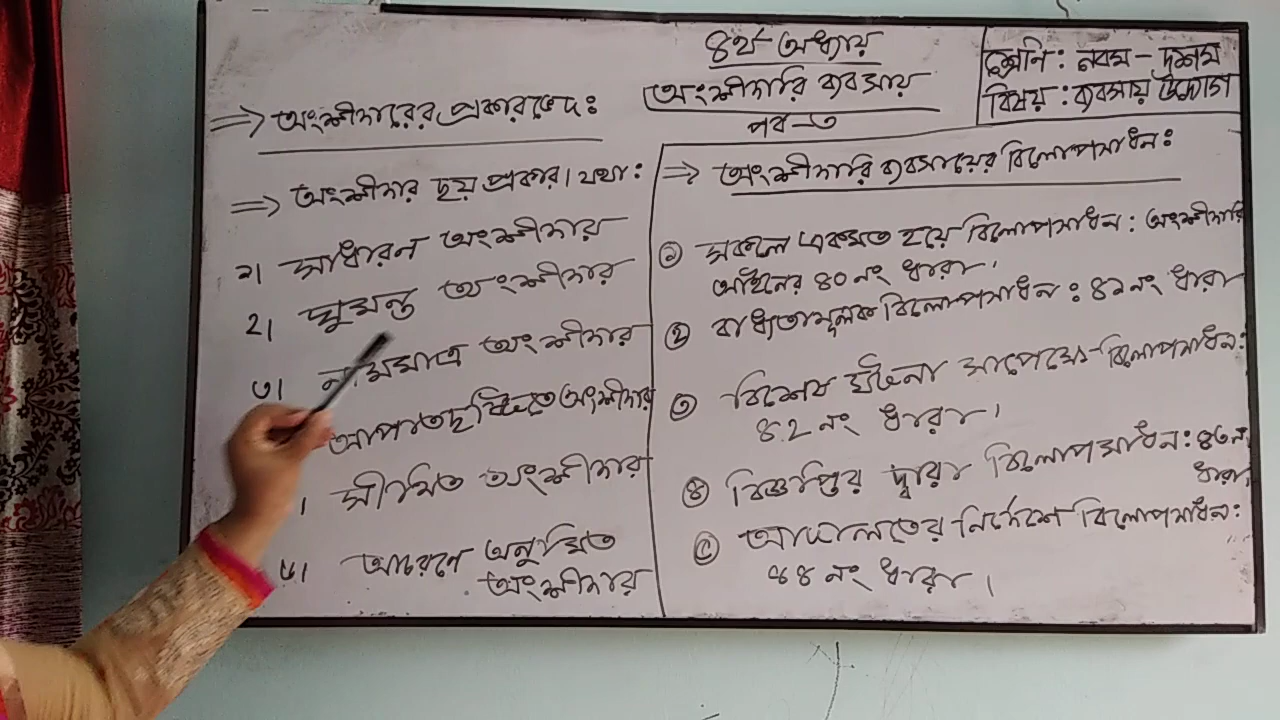 ৪র্থ অধ্যায়
অংশীদারি ব্যবসায়
পর্ব-৩
শ্রেণি: নবম - দশম
বিষয়: ব্যবসায় উদ্যোগ
⇒ অংশীদারের প্রকারভেদঃ
⇒ অংশীদার ছয় প্রকার। যথা:
১। সাধারন অংশীদার
২। ঘুমন্ত অংশীদার
৩। নামমাত্র অংশীদার
আপাতদৃষ্টিতে অংশীদার
। সীমিত অংশীদার
৬। আচরণে অনুমিত
অংশীদার
⇒ অংশীদারি ব্যবসায়ের বিলোপসাধন:
① সকলে একমত হয়ে বিলোপসাধন: অংশীদারি
আইনের ৪০ নং ধারা।
② বাধ্যতামূলক বিলোপসাধন: ৪১ নং ধারা
③ বিশেষ ঘটনা সাপেক্ষে বিলোপসাধন:
৪২ নং ধারা।
④ বিজ্ঞপ্তির দ্বারা বিলোপসাধন: ৪৩ নং
ধারা
⑤ আদালতের নির্দেশে বিলোপসাধন:
৪৪ নং ধারা।